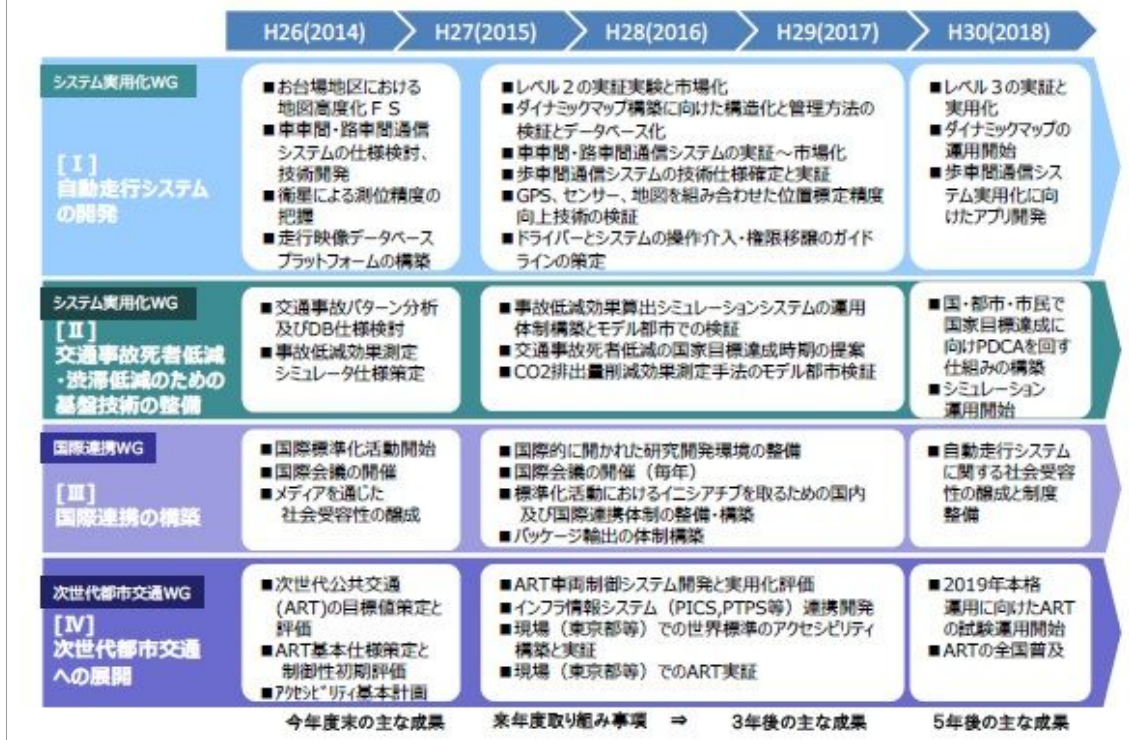 H26(2014)
H27(2015)
H28(2016)
H29(2017)
H30(2018)
システム実用化WG
[Ⅰ]
自動走行システム
の開発
■お台場地区における
地図高度化ＦＳ
■車車間・路車間通信
システムの仕様検討、
技術開発
■衛星による測位精度の
把握
■走行映像データベース
プラットフォームの構築
■レベル２の実証実験と市場化
■ダイナミックマップ構築に向けた構造化と管理方法の
検証とデータベース化
■車車間・路車間通信システムの実証～市場化
■歩車間通信システムの技術仕様確定と実証
■GPS、センサー、地図を組み合わせた位置標定精度
向上技術の検証
■ドライバーとシステムの操作介入・権限移譲のガイド
ラインの策定
■レベル３の実証と
実用化
■ダイナミックマップの
運用開始
■歩車間通信シス
テム実用化に向
けたアプリ開発
システム実用化WG
[Ⅱ]
交通事故死者低減
・渋滞低減のための
基盤技術の整備
■交通事故パターン分析
及びDB仕様検討
■事故低減効果測定
シミュレータ仕様策定
■事故低減効果算出シミュレーションシステムの運用
体制構築とモデル都市での検証
■交通事故死者低減の国家目標達成時期の提案
■CO2排出量削減効果測定手法のモデル都市検証
■国・都市・市民で
国家目標達成に
向けPDCAを回す
仕組みの構築
■シミュレーション
運用開始
国際連携WG
[Ⅲ]
国際連携の構築
■国際標準化活動開始
■国際会議の開催
■メディアを通じた
社会受容性の醸成
■国際的に開かれた研究開発環境の整備
■国際会議の開催（毎年）
■標準化活動におけるイニシアチブを取るための国内
及び国際連携体制の整備・構築
■パッケージ輸出の体制構築
■自動走行システム
に関する社会受容
性の醸成と制度
整備
次世代都市交通WG
[Ⅳ]
次世代都市交通
への展開
■次世代公共交通
(ART)の目標値策定と
評価
■ART基本仕様策定と
制御性初期評価
■ｱｸｾｼﾋﾞﾘﾃｨ基本計画
■ART車両制御システム開発と実用化評価
■インフラ情報システム（PICS,PTPS等）連携開発
■現場（東京都等）での世界標準のアクセシビリティ
構築と実証
■現場（東京都等）でのART実証
■2019年本格
運用に向けたART
の試験運用開始
■ARTの全国普及
今年度末の主な成果
来年度取り組み事項 ⇒ 3年後の主な成果
5年後の主な成果